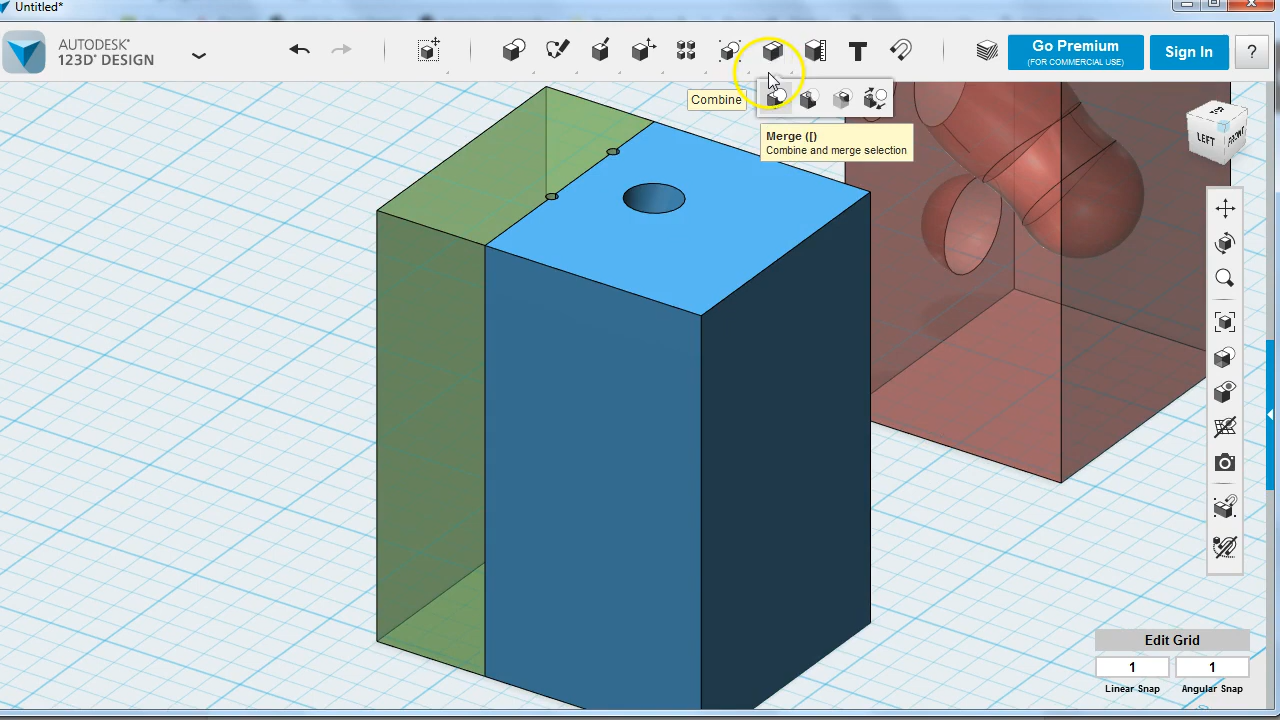 Untitled*
AUTODESK®
123D® DESIGN
T
Go Premium
(FOR COMMERCIAL USE)
Sign In
?
Combine
Merge ([)
Combine and merge selection
LEFT
FRONT
Edit Grid
1
1
Linear Snap
Angular Snap